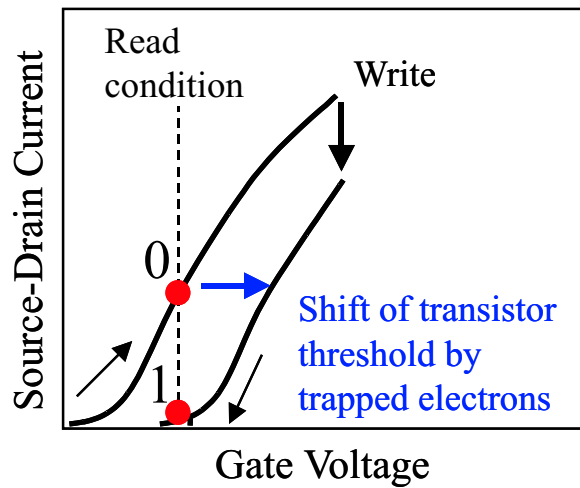 Read
condition
Write
0
1
Shift of transistor
threshold by
trapped electrons
Source-Drain Current
Gate Voltage